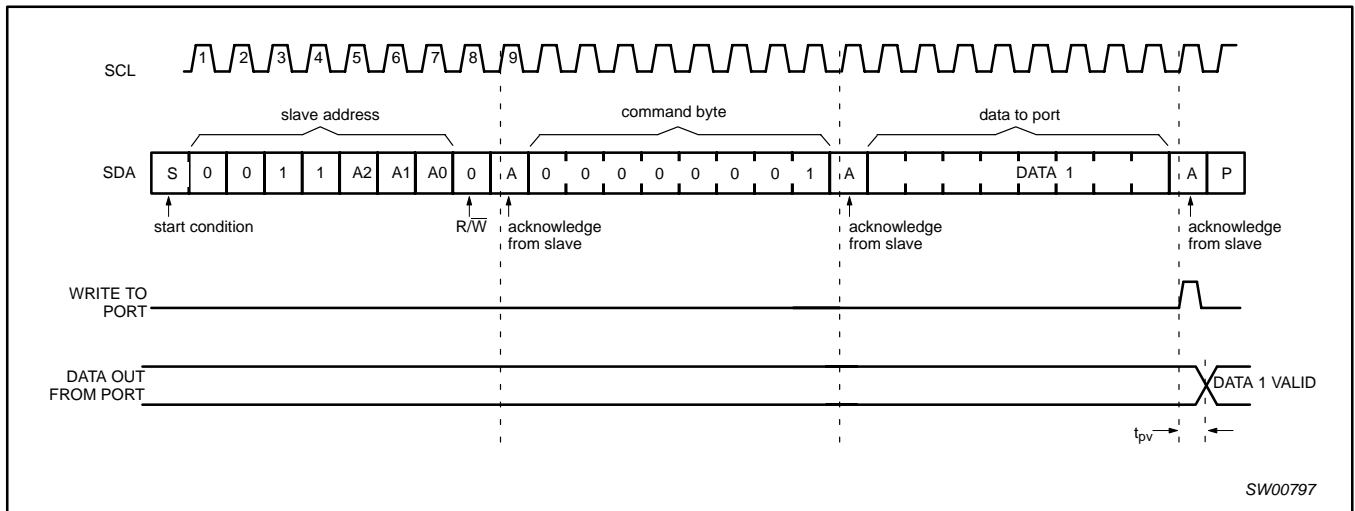 SCL 1 2 3 4 5 6 7 8 9
slave address command byte data to port
SDA S 0 0 1 1 A2 A1 A0 0 A 0 0 0 0 0 0 0 1 A DATA 1 A P
start condition R/W̅ acknowledge from slave acknowledge from slave acknowledge from slave
WRITE TO
PORT
DATA OUT
FROM PORT
DATA 1 VALID
tpv
SW00797